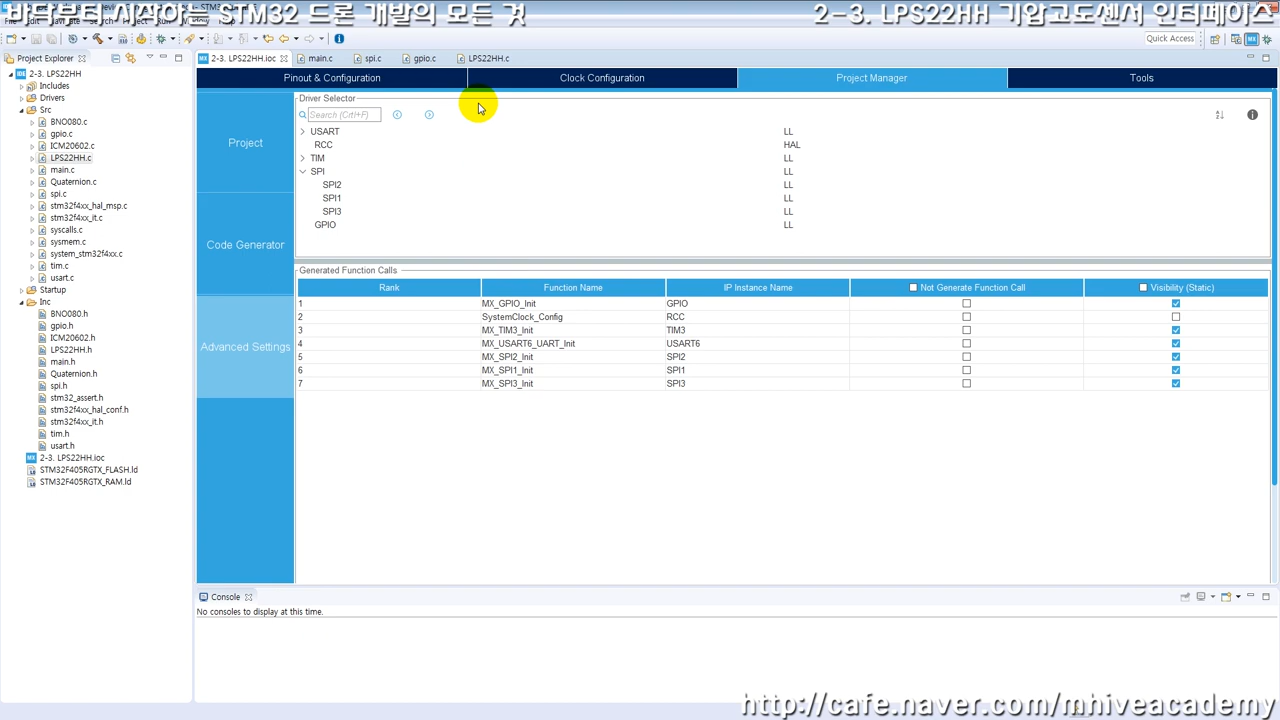 바닥부터 시작하는 STM32 드론 개발의 모든 것
2-3. LPS22HH 기압고도센서 인터페이스
Quick Access
Project Explorer
2-3. LPS22HH.ioc
main.c
spi.c
gpio.c
LPS22HH.c
2-3. LPS22HH
Includes
Drivers
Src
BNO080.c
gpio.c
ICM20602.c
LPS22HH.c
main.c
Quaternion.c
spi.c
stm32f4xx_hal_msp.c
stm32f4xx_it.c
syscalls.c
sysmem.c
system_stm32f4xx.c
tim.c
usart.c
Startup
Inc
BNO080.h
gpio.h
ICM20602.h
LPS22HH.h
main.h
Quaternion.h
spi.h
stm32_assert.h
stm32f4xx_hal_conf.h
stm32f4xx_it.h
tim.h
usart.h
2-3. LPS22HH.ioc
STM32F405RGTX_FLASH.ld
STM32F405RGTX_RAM.ld
Pinout & Configuration
Clock Configuration
Project Manager
Tools
Project
Code Generator
Advanced Settings
Driver Selector
Search (Crtl+F)
USART LL
RCC HAL
TIM LL
SPI LL
SPI2 LL
SPI1 LL
SPI3 LL
GPIO LL
Generated Function Calls
Rank Function Name IP Instance Name Not Generate Function Call Visibility (Static)
1 MX_GPIO_Init GPIO
2 SystemClock_Config RCC
3 MX_TIM3_Init TIM3
4 MX_USART6_UART_Init USART6
5 MX_SPI2_Init SPI2
6 MX_SPI1_Init SPI1
7 MX_SPI3_Init SPI3
Console
No consoles to display at this time.
http://cafe.naver.com/mhiveacademy